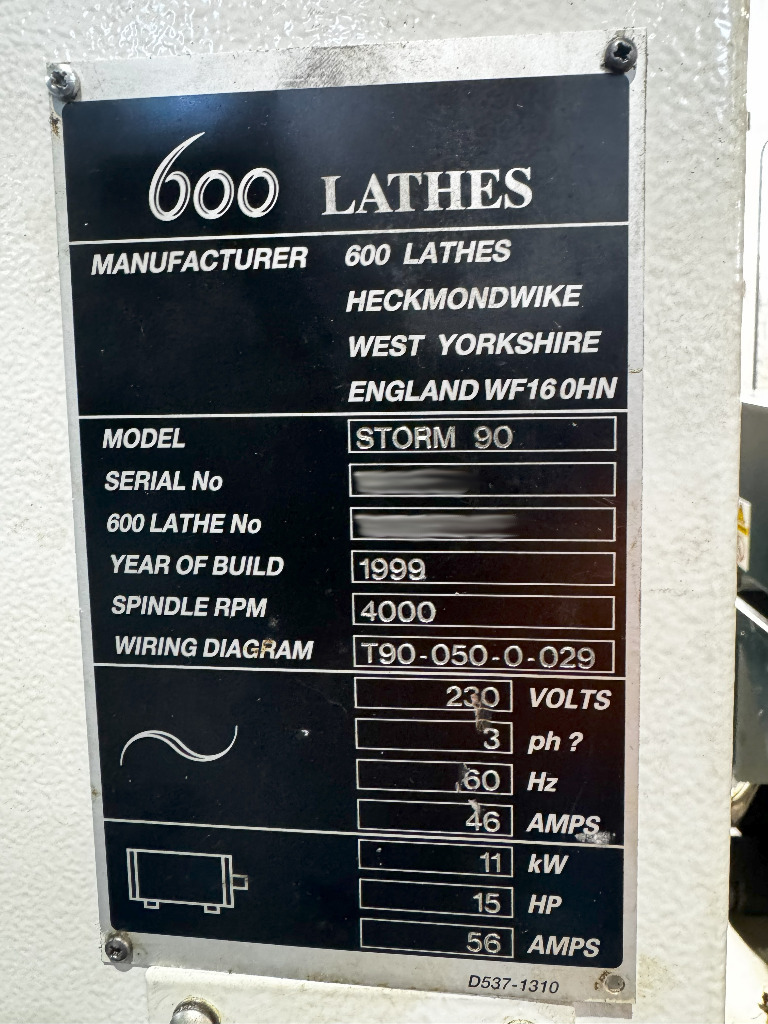 600 LATHES
MANUFACTURER 600 LATHES
HECKMONDWIKE
WEST YORKSHIRE
ENGLAND WF16 0HN
MODEL STORM 90
SERIAL No
600 LATHE No
YEAR OF BUILD 1999
SPINDLE RPM 4000
WIRING DIAGRAM T90-050-0-029
230 VOLTS
3 ph ?
60 Hz
46 AMPS
11 kW
15 HP
56 AMPS
D537-1310